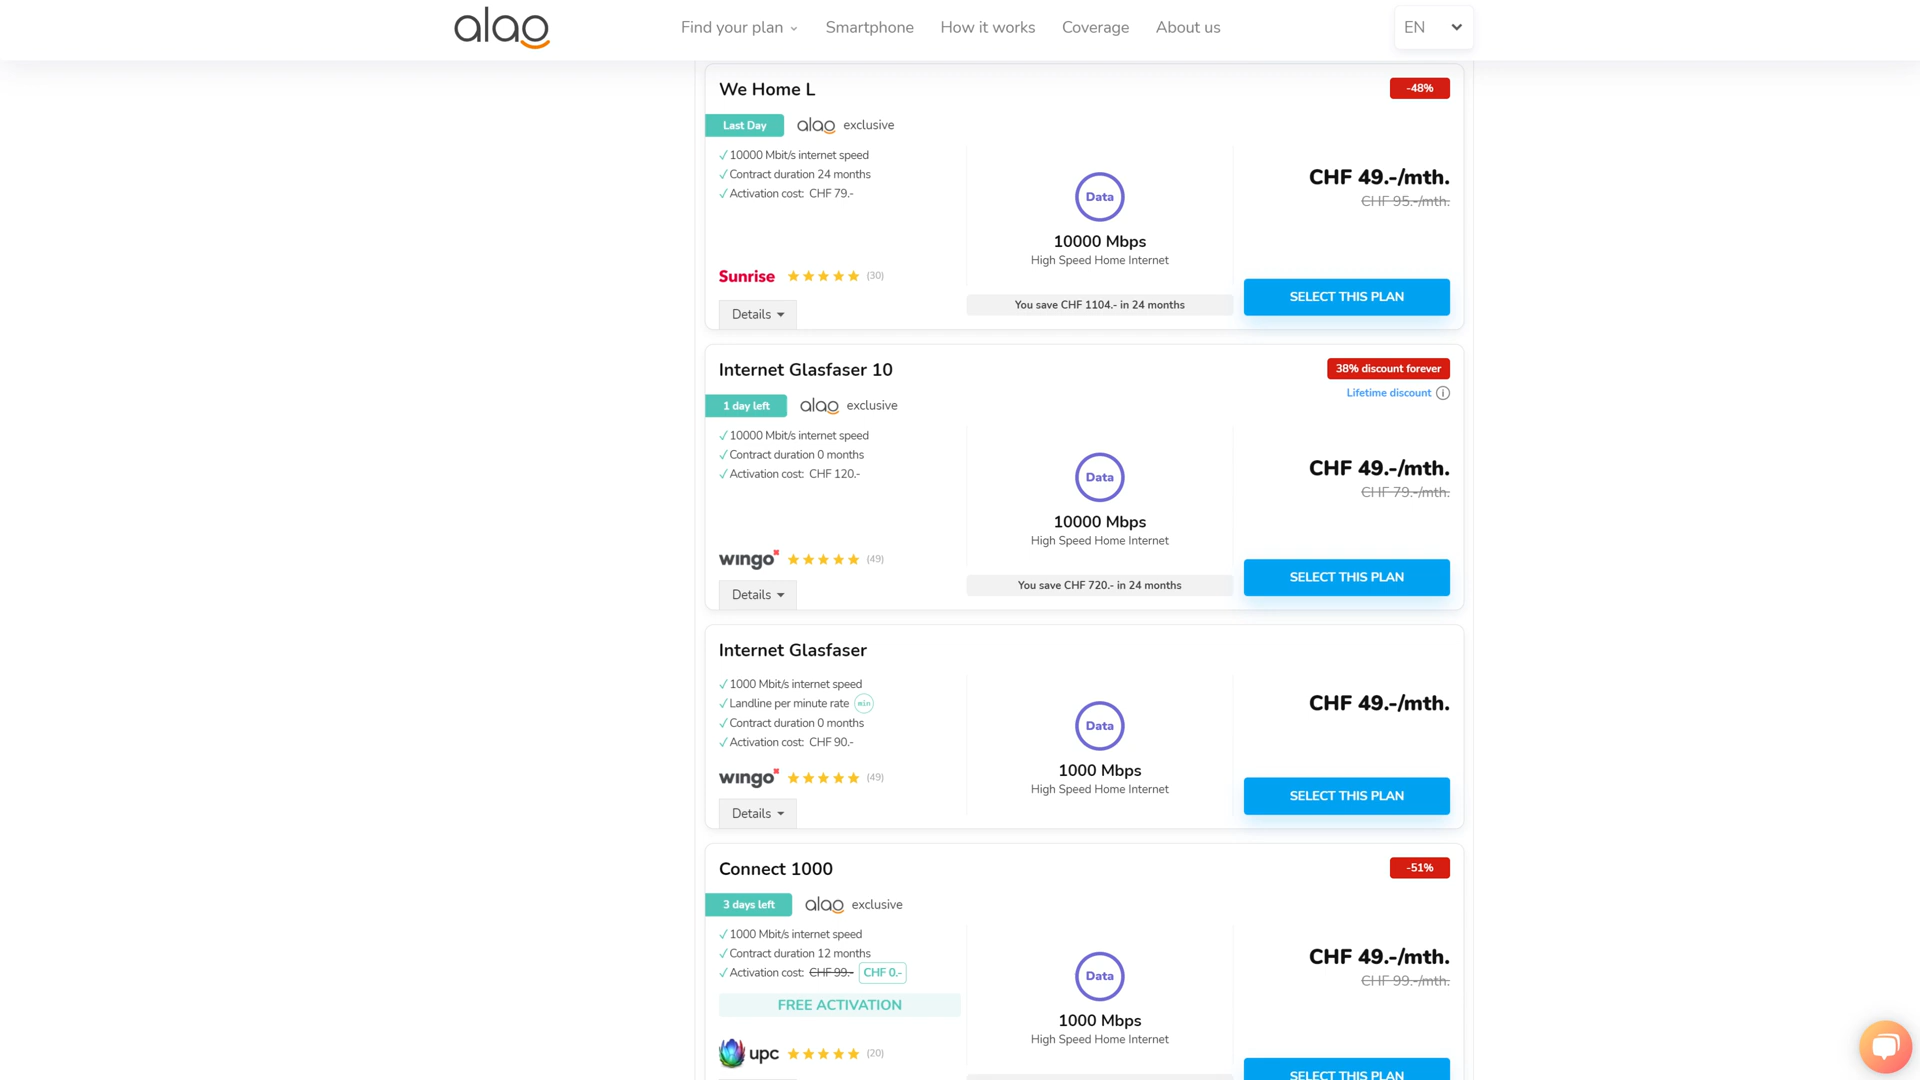 alao
Find your plan
Smartphone
How it works
Coverage
About us
EN
We Home L
-48%
Last Day
alao exclusive
10000 Mbit/s internet speed
Contract duration 24 months
Activation cost: CHF 79.-
Data
10000 Mbps
High Speed Home Internet
CHF 49.-/mth.
CHF 95.-/mth.
Sunrise (30)
You save CHF 1104.- in 24 months
SELECT THIS PLAN
Details
Internet Glasfaser 10
38% discount forever
Lifetime discount
1 day left
alao exclusive
10000 Mbit/s internet speed
Contract duration 0 months
Activation cost: CHF 120.-
Data
10000 Mbps
High Speed Home Internet
CHF 49.-/mth.
CHF 79.-/mth.
wingo (49)
You save CHF 720.- in 24 months
SELECT THIS PLAN
Details
Internet Glasfaser
1000 Mbit/s internet speed
Landline per minute rate min
Contract duration 0 months
Activation cost: CHF 90.-
Data
1000 Mbps
High Speed Home Internet
CHF 49.-/mth.
wingo (49)
SELECT THIS PLAN
Details
Connect 1000
-51%
3 days left
alao exclusive
1000 Mbit/s internet speed
Contract duration 12 months
Activation cost: CHF 99.- CHF 0.-
FREE ACTIVATION
Data
1000 Mbps
High Speed Home Internet
CHF 49.-/mth.
CHF 99.-/mth.
upc (20)
SELECT THIS PLAN